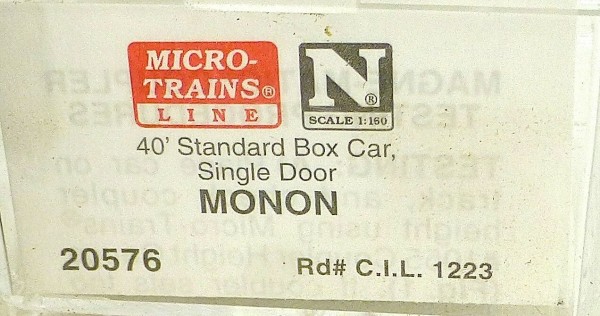 MICRO-
TRAINS®
LINE
N®
SCALE 1:160
40' Standard Box Car,
Single Door
MONON
20576 Rd# C.I.L. 1223